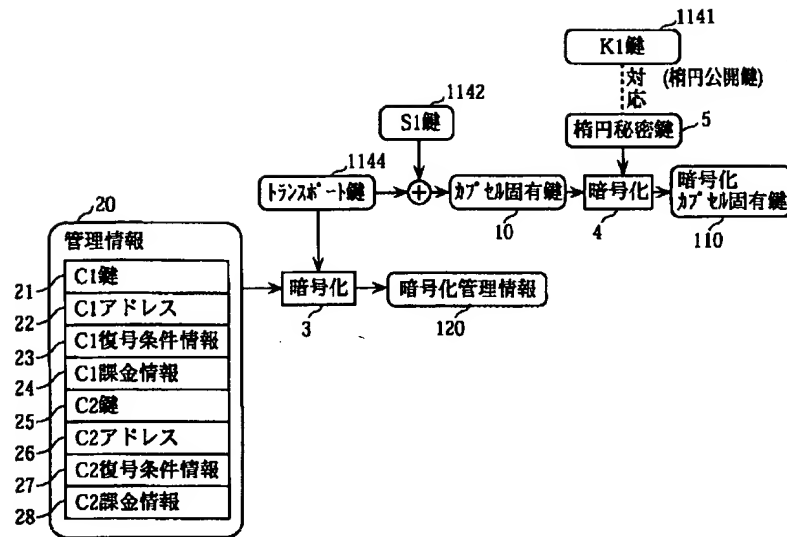 1141
K1鍵
対応
(楕円公開鍵)
1142
S1鍵
5
楕円秘密鍵
1144
トランスポート鍵
+
カプセル固有鍵
10
暗号化
4
暗号化
カプセル固有鍵
110
20
管理情報
21
C1鍵
22
C1アドレス
23
C1復号条件情報
24
C1課金情報
25
C2鍵
26
C2アドレス
27
C2復号条件情報
28
C2課金情報
暗号化
3
暗号化管理情報
120